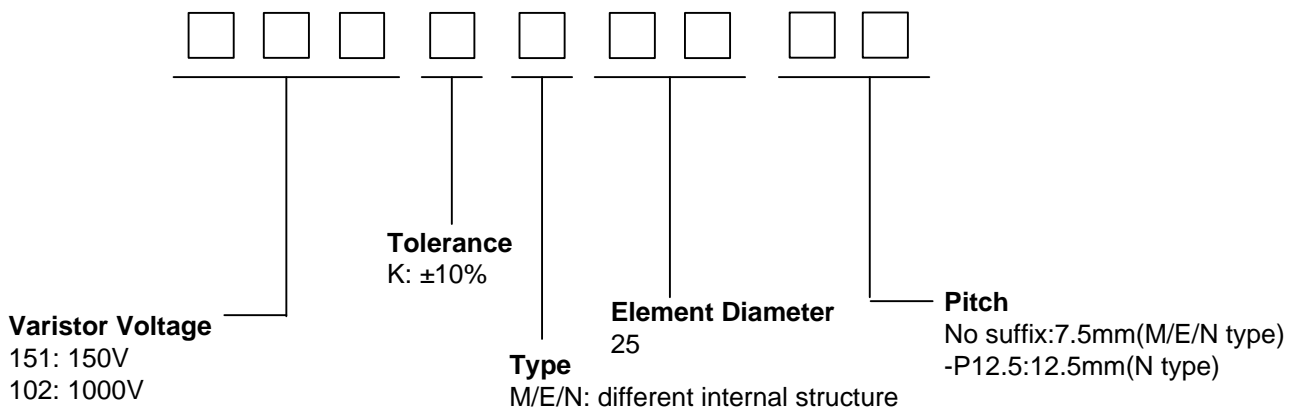 Tolerance
K: ±10%
Varistor Voltage
151: 150V
102: 1000V
Type
M/E/N: different internal structure
Element Diameter
25
Pitch
No suffix:7.5mm(M/E/N type)
-P12.5:12.5mm(N type)